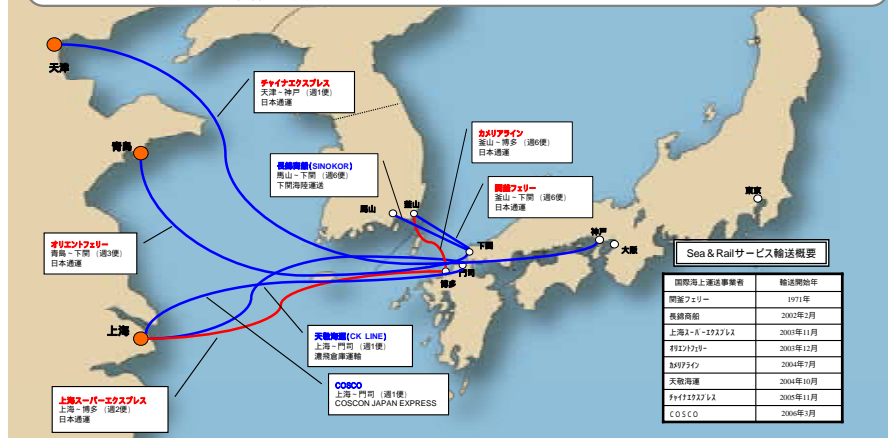 天津
チャイナエクスプレス
天津~神戸 (週1便)
日本通運
カメリアライン
釜山~博多 (週6便)
日本通運
青島
長錦商船(SINOKOR)
馬山~下関 (週6便)
下関海陸運送
関釜フェリー
釜山~下関 (週6便)
日本通運
東京
馬山
釜山
神戸
大阪
下関
門司
博多
オリエントフェリー
青島~下関 (週3便)
日本通運
Sea&Railサービス輸送概要
国際海上運送事業者 輸送開始年
関釜フェリー 1971年
長錦商船 2002年2月
上海スーパーエクスプレス 2003年11月
オリエントフェリー 2003年12月
カメリアライン 2004年7月
天敬海運 2004年10月
チャイナエクスプレス 2005年11月
COSCO 2006年3月
上海
天敬海運(CK LINE)
上海~門司 (週1便)
濃飛倉庫運輸
COSCO
上海~門司 (週1便)
COSCON JAPAN EXPRESS
上海スーパーエクスプレス
上海~博多 (週2便)
日本通運